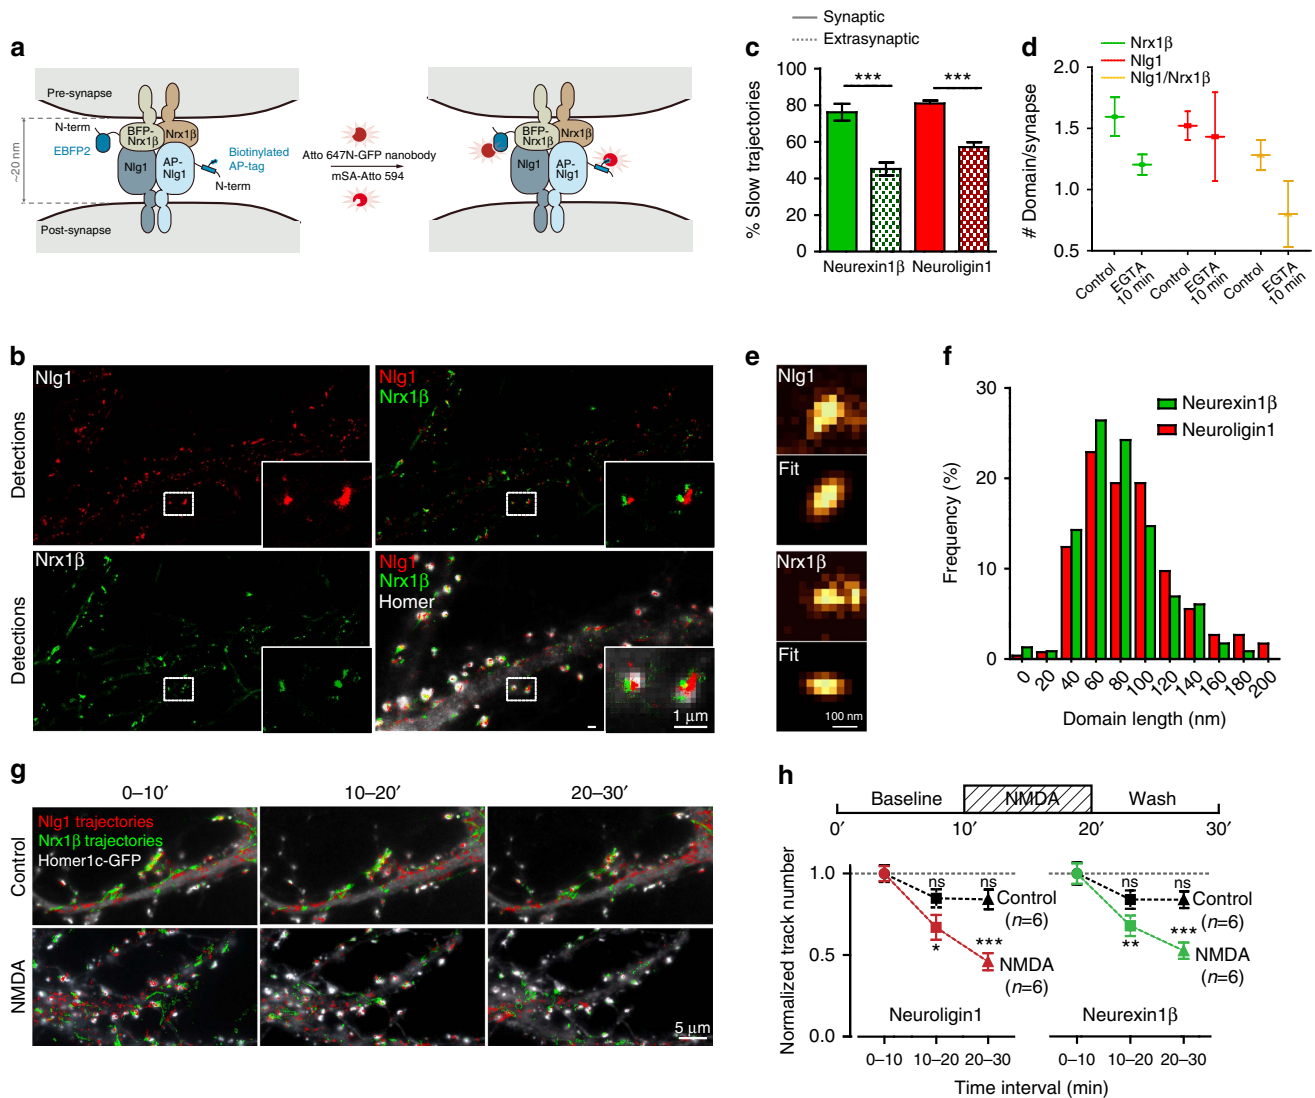 a
Pre-synapse
N-term
EBFP2
BFP-
Nrx1β
Nrx1β
Nlg1
AP-
Nlg1
Biotinylated
AP-tag
N-term
~20 nm
Post-synapse
Atto 647N-GFP nanobody
mSA-Atto 594
BFP-
Nrx1β
Nrx1β
Nlg1
AP-
Nlg1
c
Synaptic
Extrasynaptic
% Slow trajectories
100
80
60
40
20
0
***
***
Neurexin1β
Neuroligin1
d
Nrx1β
Nlg1
Nlg1/Nrx1β
# Domain/synapse
2.0
1.5
1.0
0.5
Control
EGTA
10 min
Control
EGTA
10 min
Control
EGTA
10 min
b
Detections
Nlg1
Nlg1
Nrx1β
Detections
Nrx1β
Nlg1
Nrx1β
Homer
1 µm
e
Nlg1
Fit
Nrx1β
Fit
100 nm
f
Frequency (%)
30
20
10
0
Neurexin1β
Neuroligin1
0 20 40 60 80 100 120 140 160 180 200
Domain length (nm)
g
0–10′ 10–20′ 20–30′
Control
Nlg1 trajectories
Nrx1β trajectories
Homer1c-GFP
NMDA
5 µm
h
Baseline NMDA Wash
0′ 10′ 20′ 30′
Normalized track number
1.0
0.5
0.0
ns ns
Control
(n=6)
* ***
NMDA
(n=6)
Neuroligin1
0–10 10–20 20–30
ns ns
Control
(n=6)
** ***
NMDA
(n=6)
Neurexin1β
0–10 10–20 20–30
Time interval (min)